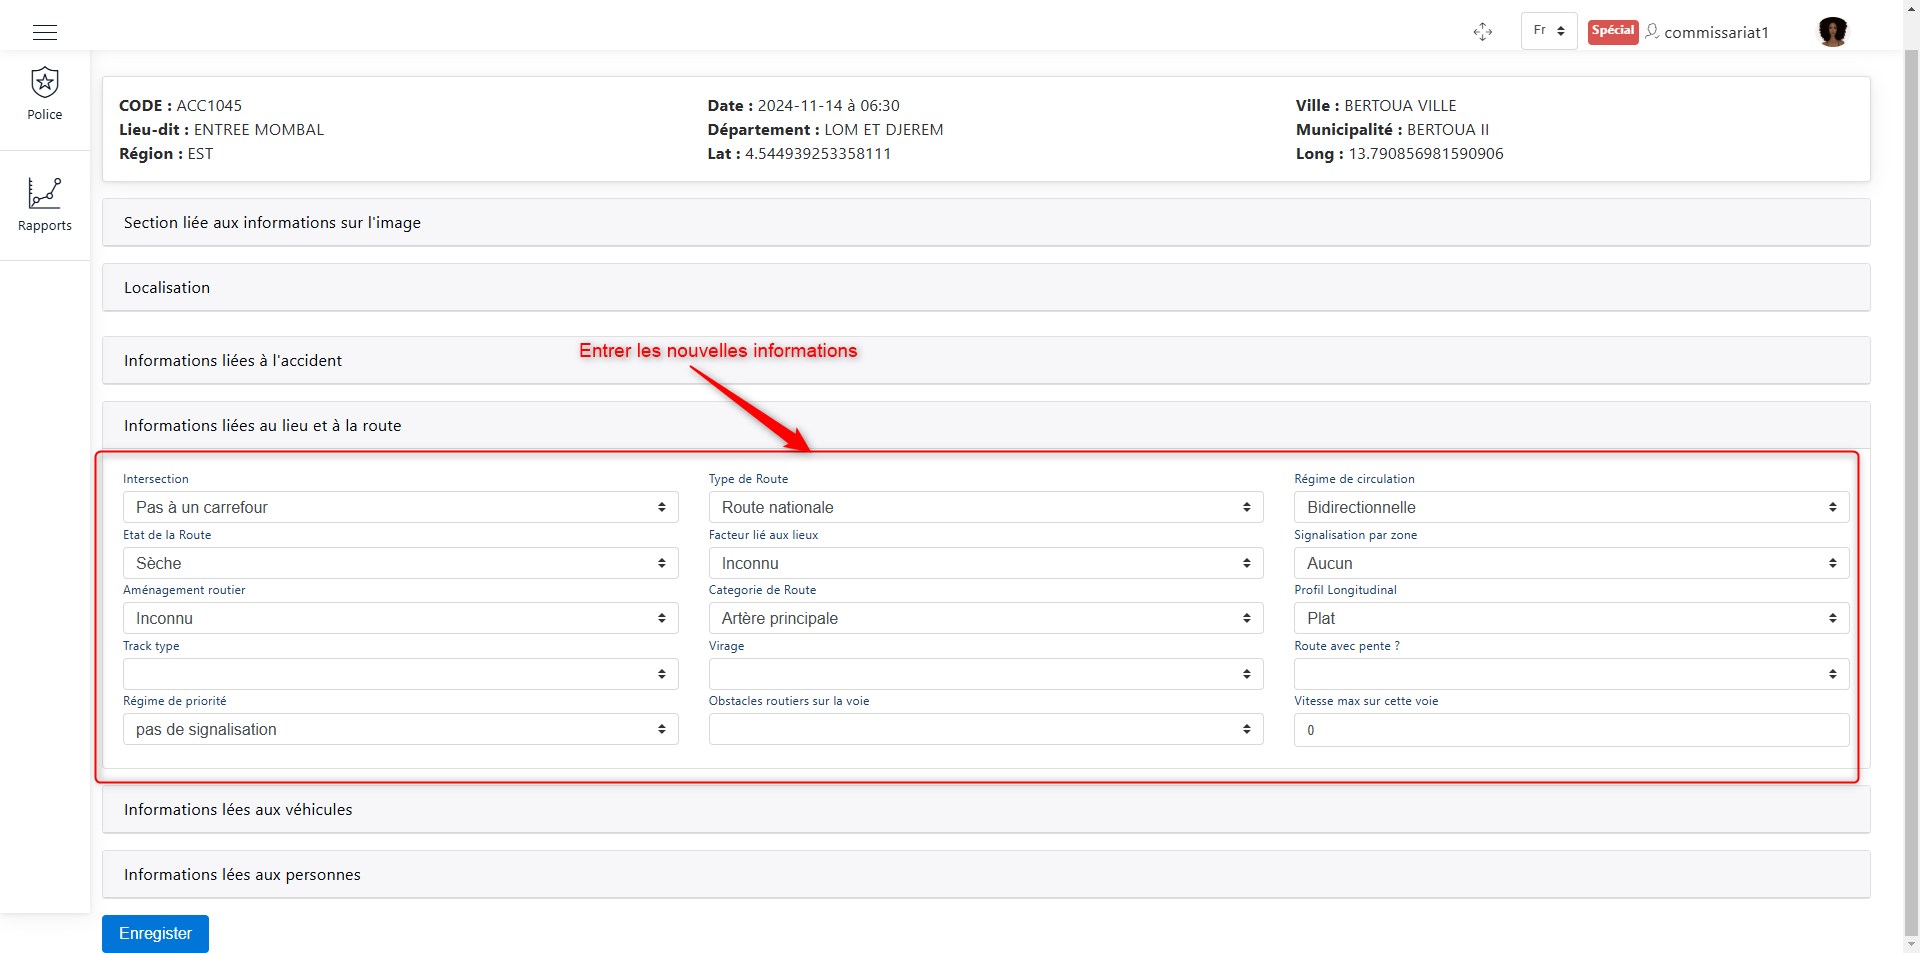 Fr
Spécial
commissariat1
Police
Rapports
CODE : ACC1045
Date : 2024-11-14 à 06:30
Ville : BERTOUA VILLE
Lieu-dit : ENTREE MOMBAL
Département : LOM ET DJEREM
Municipalité : BERTOUA II
Région : EST
Lat : 4.544939253358111
Long : 13.790856981590906
Section liée aux informations sur l'image
Localisation
Entrer les nouvelles informations
Informations liées à l'accident
Informations liées au lieu et à la route
Intersection
Type de Route
Régime de circulation
Pas à un carrefour
Route nationale
Bidirectionnelle
Etat de la Route
Facteur lié aux lieux
Signalisation par zone
Sèche
Inconnu
Aucun
Aménagement routier
Categorie de Route
Profil Longitudinal
Inconnu
Artère principale
Plat
Track type
Virage
Route avec pente ?
Régime de priorité
Obstacles routiers sur la voie
Vitesse max sur cette voie
pas de signalisation
0
Informations lées aux véhicules
Informations lées aux personnes
Enregister